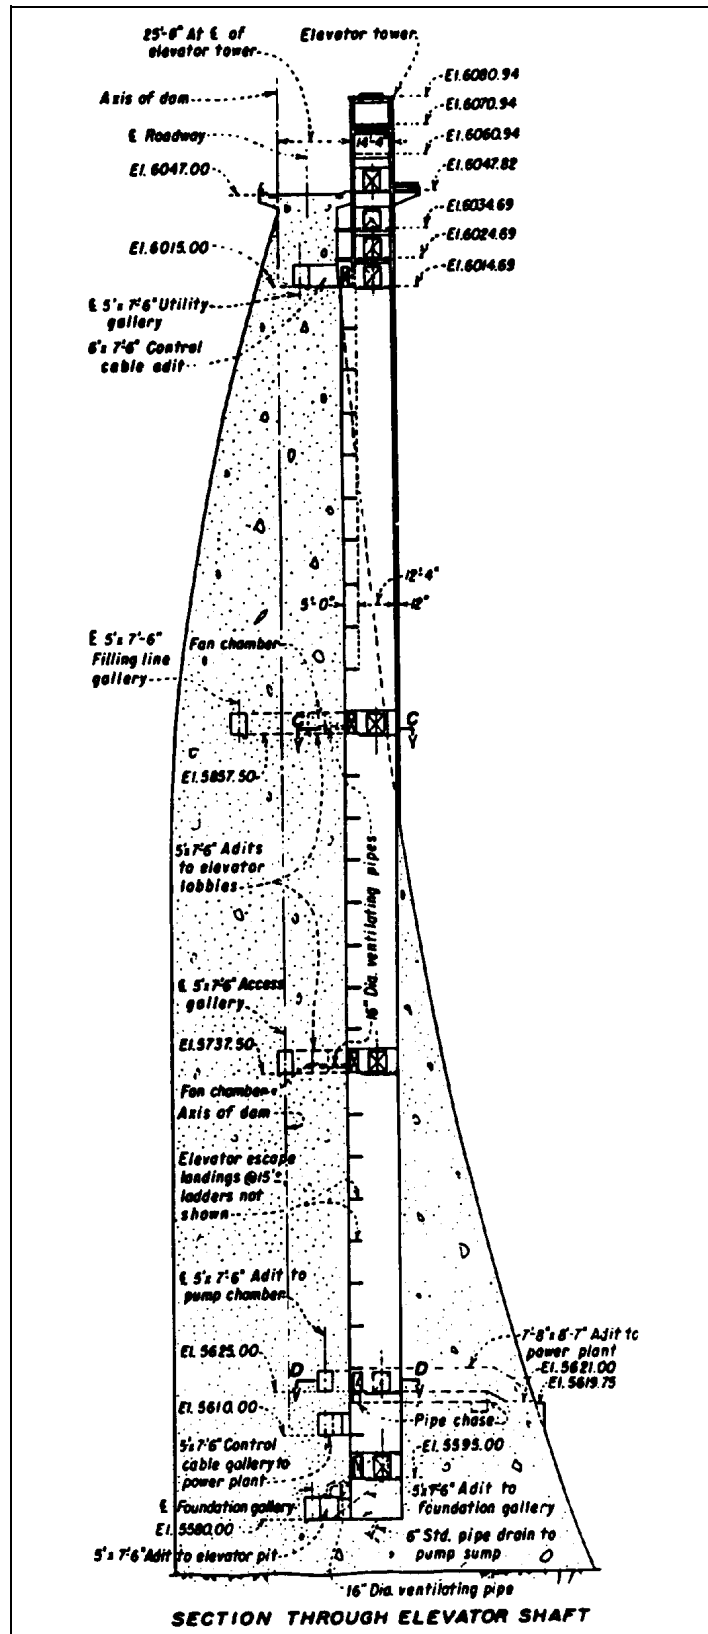 25'-6" At ℄ of
elevator tower
Elevator tower
Axis of dam
℄ Roadway
El. 6047.00
El. 6080.94
El. 6070.94
El. 6060.94
14'-4"
El. 6047.82
El. 6034.69
El. 6024.69
El. 6014.69
El. 6015.00
℄ 5'x 7'-6" Utility
gallery
6'x 7'-6" Control
cable adit
12'-4"
5'-0"
12"
℄ 5'x 7'-6"
Filling line
gallery
Fan chamber
C
C
El. 5857.50
5'x7'-6" Adits
to elevator
lobbies
16" Dia. ventilating pipes
℄ 5'x 7'-6" Access
gallery
El. 5737.50
Fan chamber
Axis of dam
Elevator escape
landings @ 15'±
ladders not
shown
℄ 5'x 7'-6" Adit to
pump chamber
7'-8"x 8'-7" Adit to
power plant
El. 5621.00
El. 5619.75
El. 5625.00
D
D
El. 5610.00
Pipe chase
El. 5595.00
5'x7'-6" Control
cable gallery to
power plant
5'x7'-6" Adit to
foundation gallery
℄ Foundation gallery
El. 5580.00
5'x 7'-6" Adit to elevator pit
6" Std. pipe drain to
pump sump
16" Dia. ventilating pipe
SECTION THROUGH ELEVATOR SHAFT